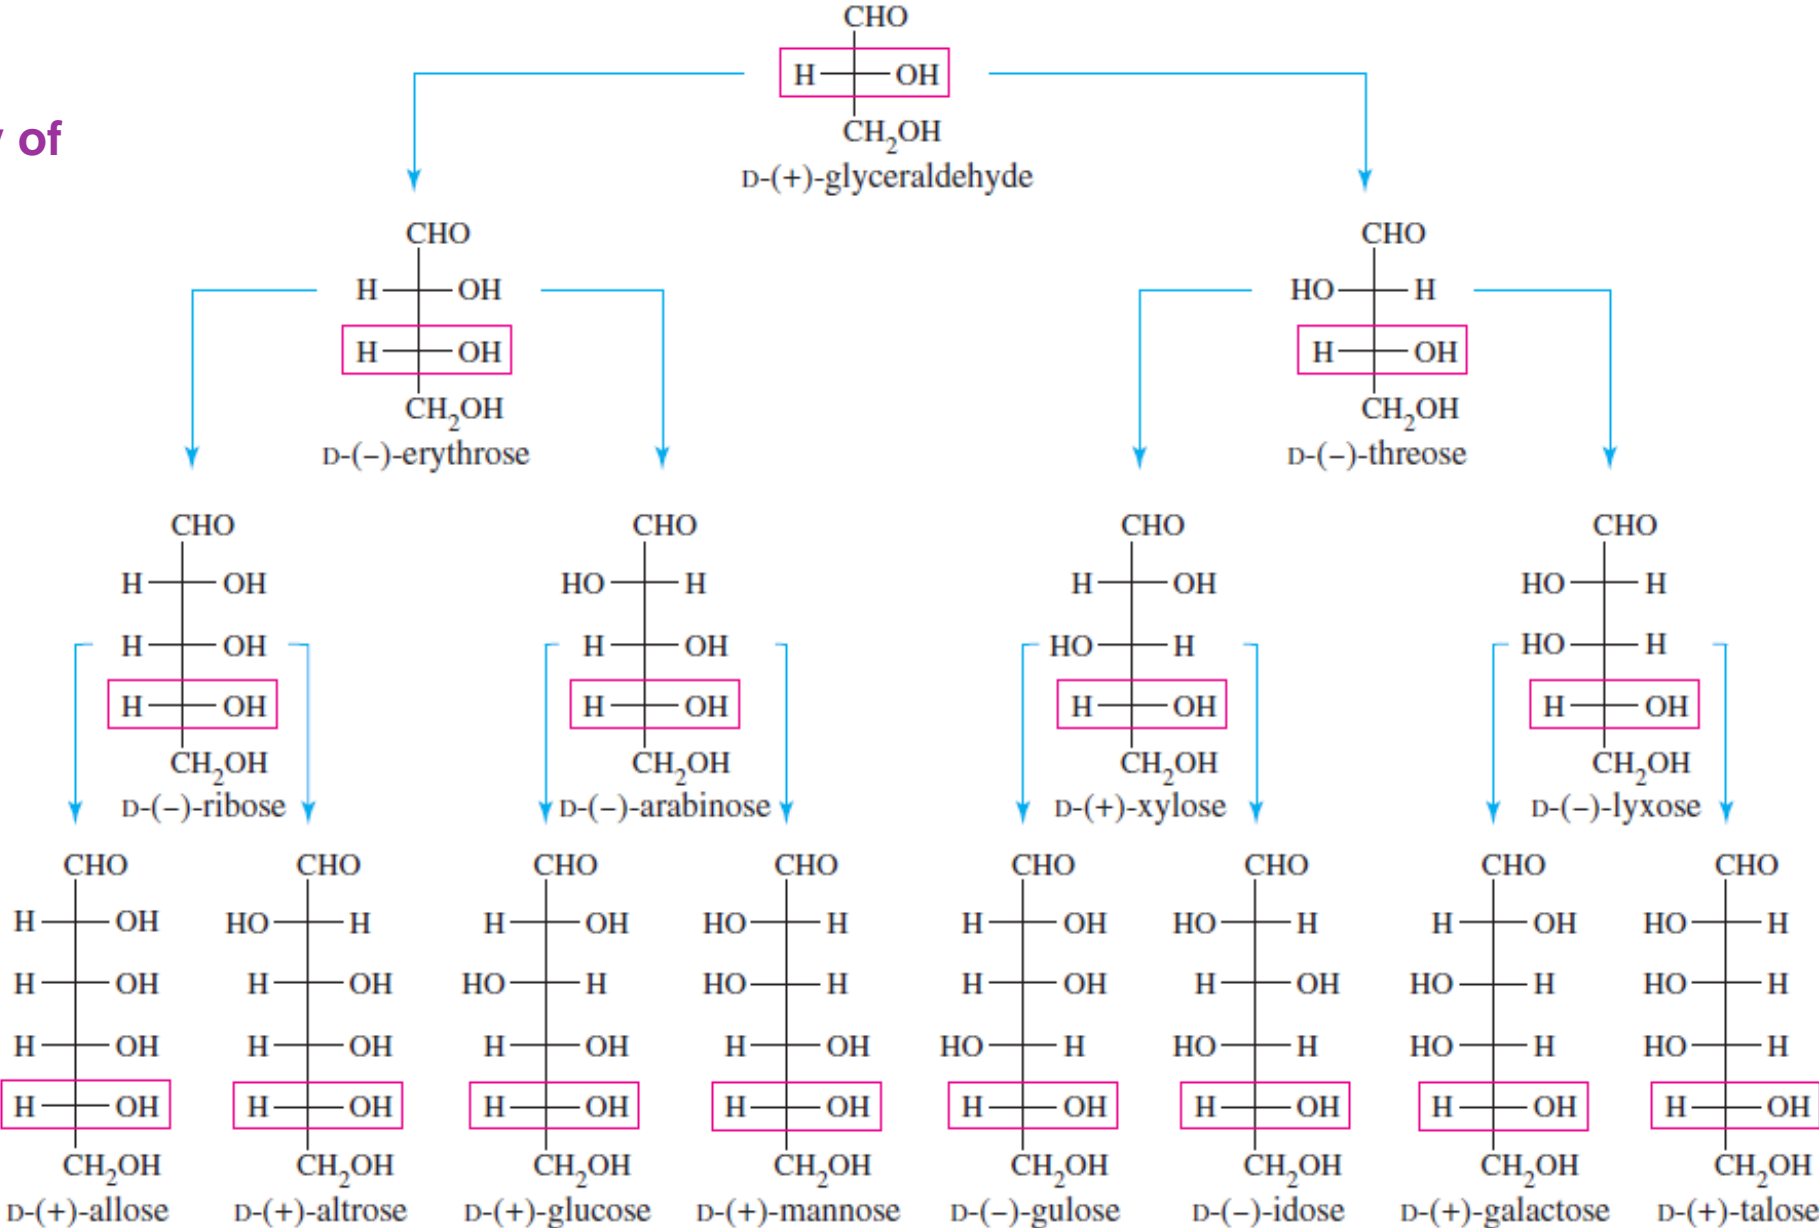 CHO
H OH
CH₂OH
D-(+)-glyceraldehyde
of
CHO CHO
H OH HO H
H OH H OH
CH₂OH CH₂OH
D-(−)-erythrose D-(−)-threose
CHO CHO CHO CHO
H OH HO H H OH HO H
H OH H OH HO H HO H
H OH H OH H OH H OH
CH₂OH CH₂OH CH₂OH CH₂OH
D-(−)-ribose D-(−)-arabinose D-(+)-xylose D-(−)-lyxose
CHO CHO CHO CHO CHO CHO CHO CHO
H OH HO H H OH HO H H OH HO H H OH HO H
H OH H OH HO H HO H H OH H OH HO H HO H
H OH H OH H OH H OH HO H HO H HO H HO H
H OH H OH H OH H OH H OH H OH H OH H OH
CH₂OH CH₂OH CH₂OH CH₂OH CH₂OH CH₂OH CH₂OH CH₂OH
D-(+)-allose D-(+)-altrose D-(+)-glucose D-(+)-mannose D-(−)-gulose D-(−)-idose D-(+)-galactose D-(+)-talose